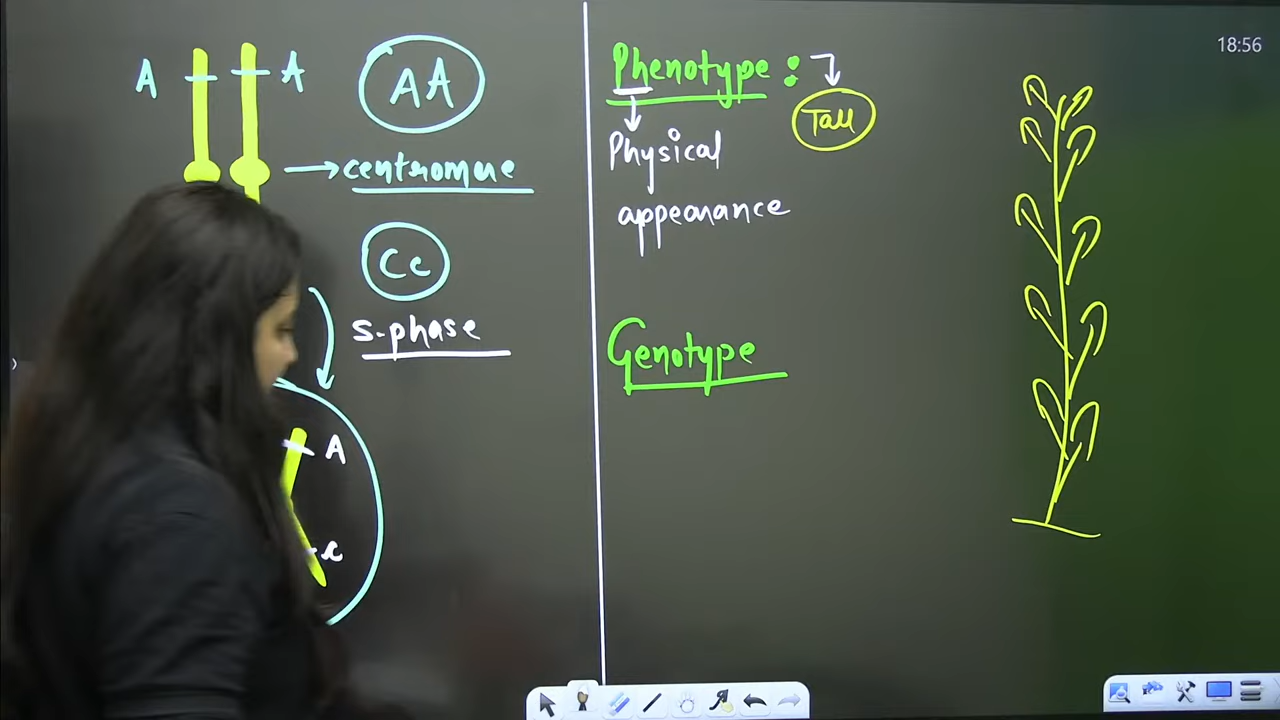 A A
AA
centromere
Cc
s-phase
A
c
Phenotype :
Tall
Physical
appearance
Genotype
18:56